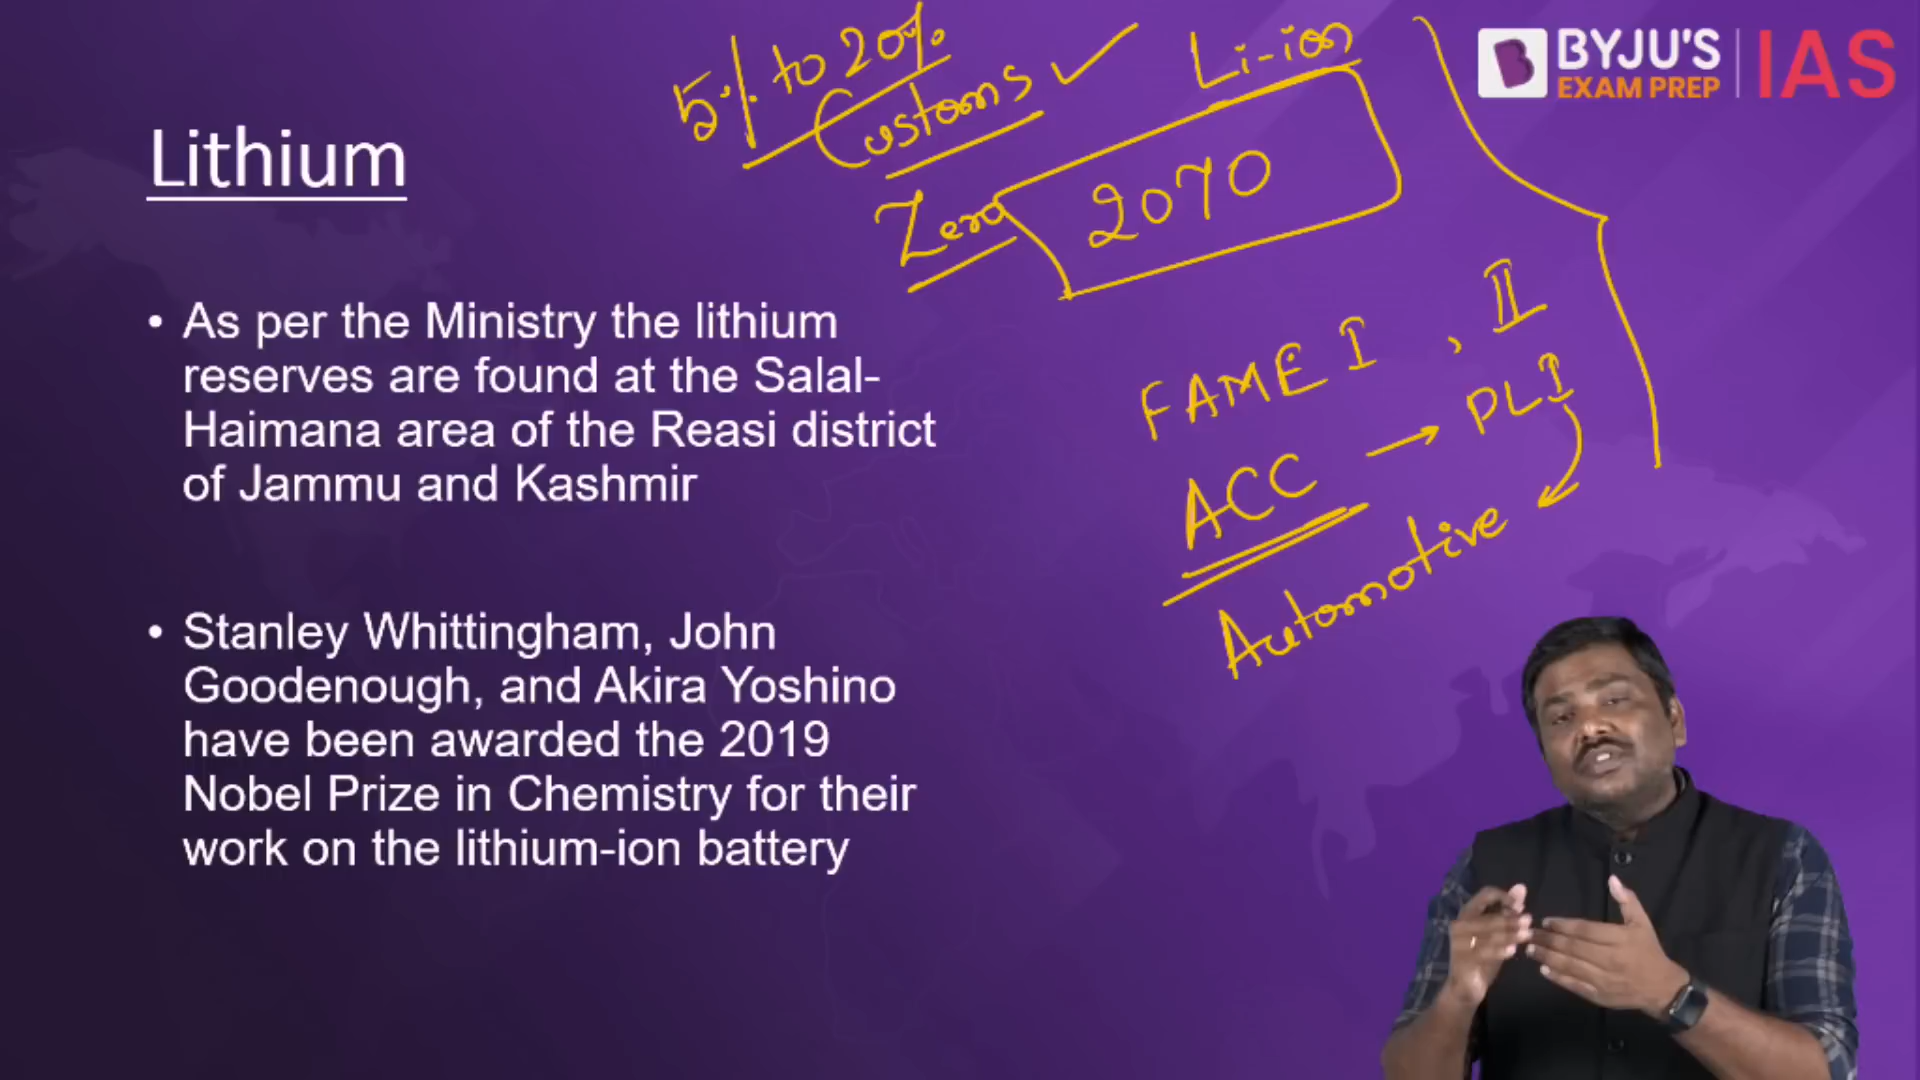 5% to 20%
Customs ✓
Li-ion
BYJU'S
EXAM PREP
IAS
Lithium
Zero
2070
• As per the Ministry the lithium
reserves are found at the Salal-
Haimana area of the Reasi district
of Jammu and Kashmir
FAME I , II
ACC → PLI
Automotive
• Stanley Whittingham, John
Goodenough, and Akira Yoshino
have been awarded the 2019
Nobel Prize in Chemistry for their
work on the lithium-ion battery